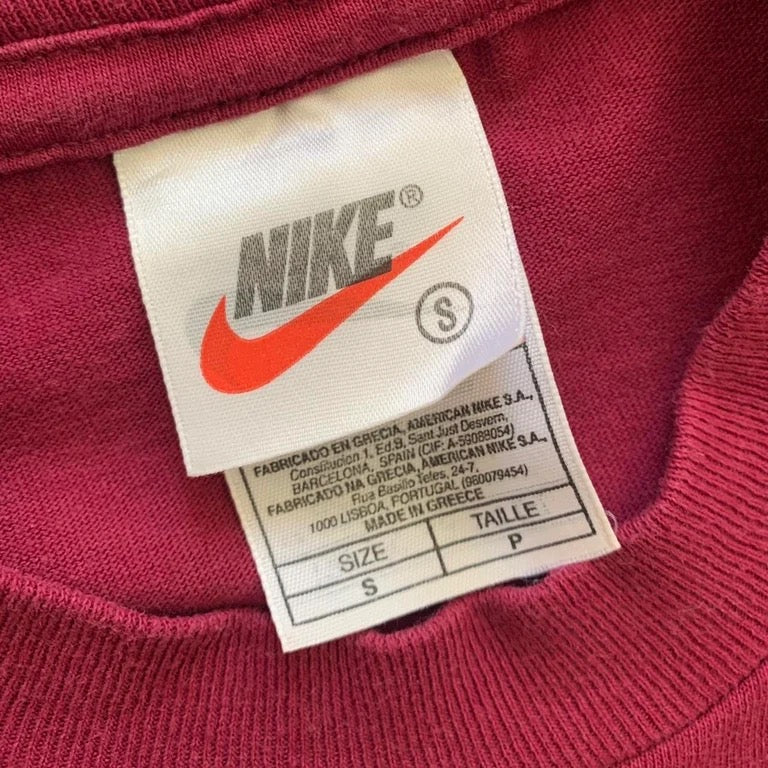 NIKE®
S
FABRICADO EN GRECIA, AMERICAN NIKE S.A.,
Constitucion 1, Ed.9, Sant Just Desvern,
BARCELONA, SPAIN (CIF: A-59088054)
FABRICADO NA GRECIA, AMERICAN NIKE S.A.,
Rua Basilio Teles, 24-7,
1000 LISBOA, PORTUGAL (980079454)
MADE IN GREECE
SIZE TAILLE
S P